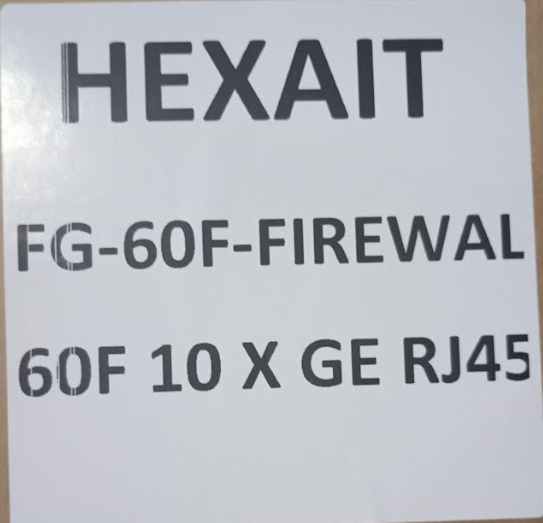 HEXAIT
FG-60F-FIREWAL
60F 10 X GE RJ45